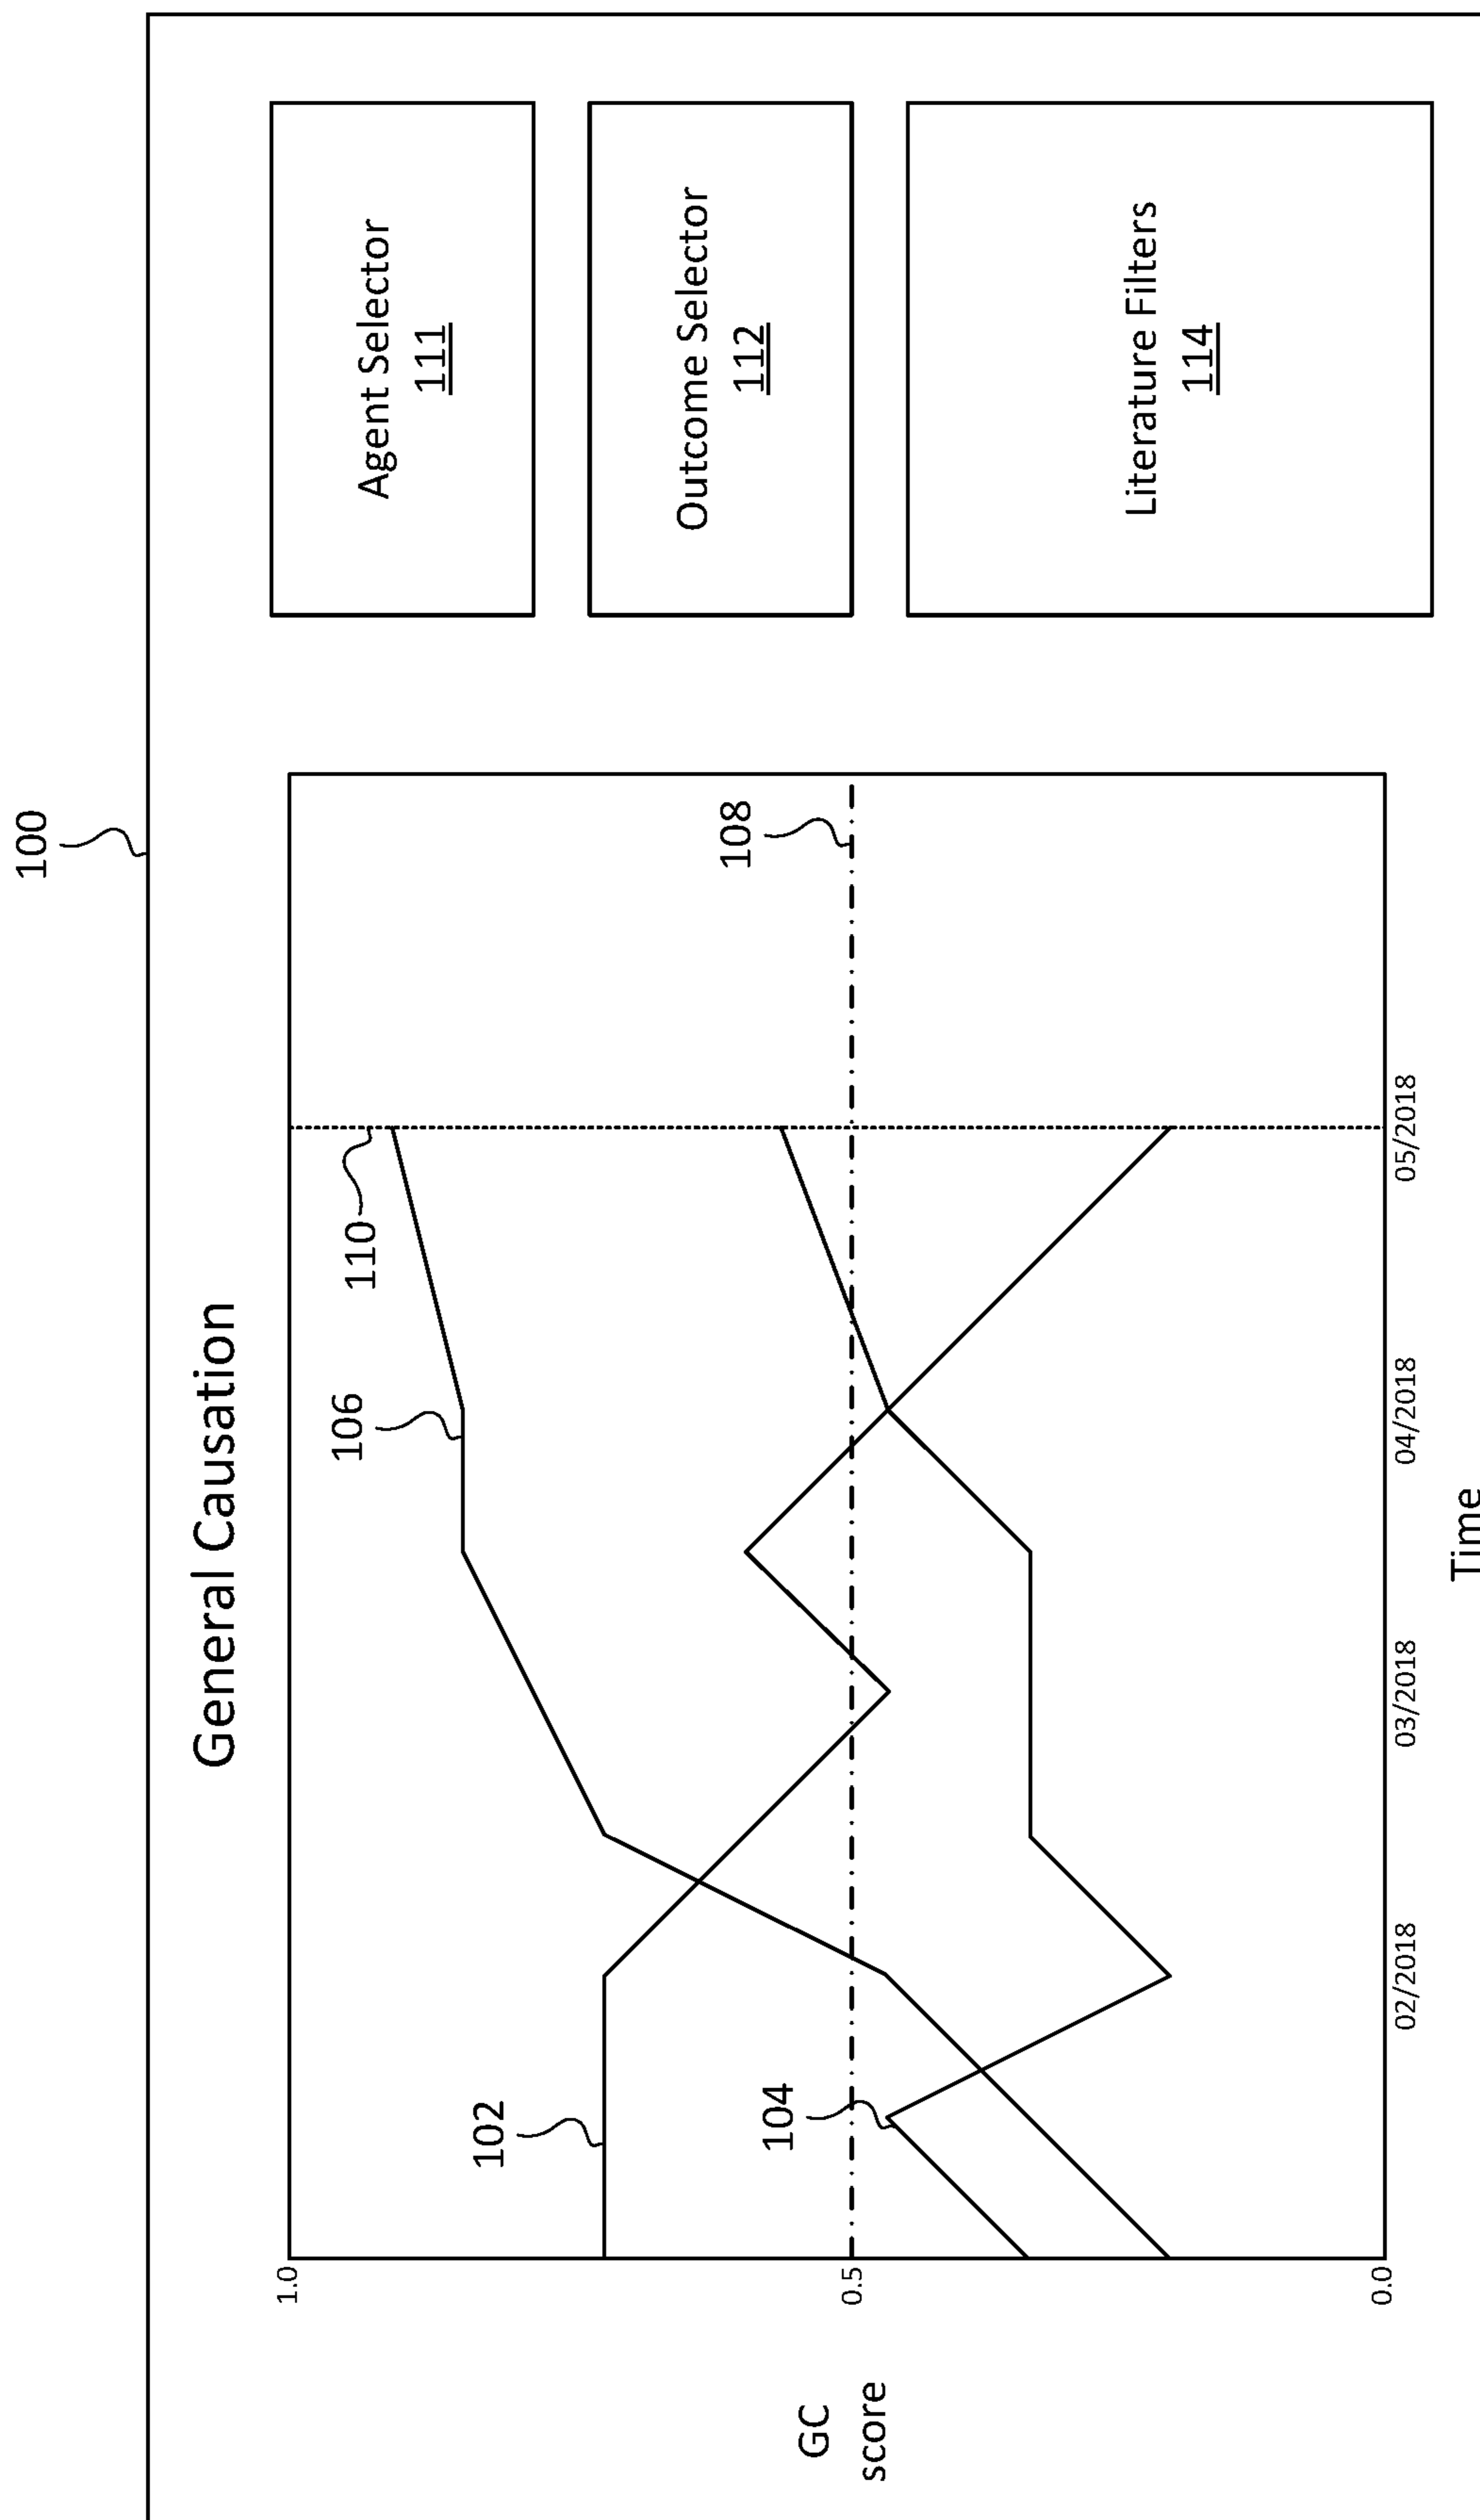 100
General Causation
GC
score
1.0
0.5
0.0
102
104
106
110
108
02/2018
03/2018
04/2018
05/2018
Time
Agent Selector
111
Outcome Selector
112
Literature Filters
114